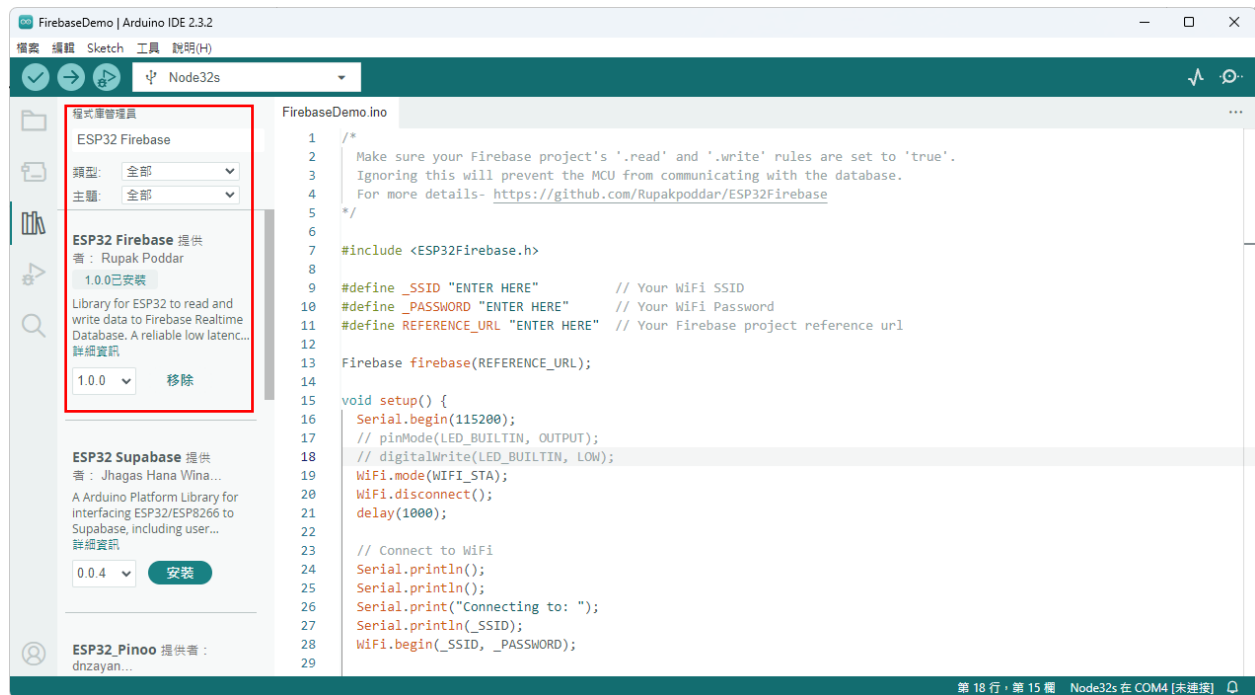 FirebaseDemo | Arduino IDE 2.3.2
檔案 編輯 Sketch 工具 說明(H)
Node32s
程式庫管理員
ESP32 Firebase
類型: 全部
主題: 全部
ESP32 Firebase 提供
者： Rupak Poddar
1.0.0已安裝
Library for ESP32 to read and
write data to Firebase Realtime
Database. A reliable low latenc...
詳細資訊
1.0.0 移除
ESP32 Supabase 提供
者： Jhagas Hana Wina...
A Arduino Platform Library for
interfacing ESP32/ESP8266 to
Supabase, including user...
詳細資訊
0.0.4 安裝
ESP32_Pinoo 提供者：
dnzayan...
FirebaseDemo.ino
1 /*
2 Make sure your Firebase project's '.read' and '.write' rules are set to 'true'.
3 Ignoring this will prevent the MCU from communicating with the database.
4 For more details- https://github.com/Rupakpoddar/ESP32Firebase
5 */
6
7 #include <ESP32Firebase.h>
8
9 #define _SSID "ENTER HERE" // Your WiFi SSID
10 #define _PASSWORD "ENTER HERE" // Your WiFi Password
11 #define REFERENCE_URL "ENTER HERE" // Your Firebase project reference url
12
13 Firebase firebase(REFERENCE_URL);
14
15 void setup() {
16 Serial.begin(115200);
17 // pinMode(LED_BUILTIN, OUTPUT);
18 // digitalWrite(LED_BUILTIN, LOW);
19 WiFi.mode(WIFI_STA);
20 WiFi.disconnect();
21 delay(1000);
22
23 // Connect to WiFi
24 Serial.println();
25 Serial.println();
26 Serial.print("Connecting to: ");
27 Serial.println(_SSID);
28 WiFi.begin(_SSID, _PASSWORD);
29
第 18 行，第 15 欄 Node32s 在 COM4 [未連接]